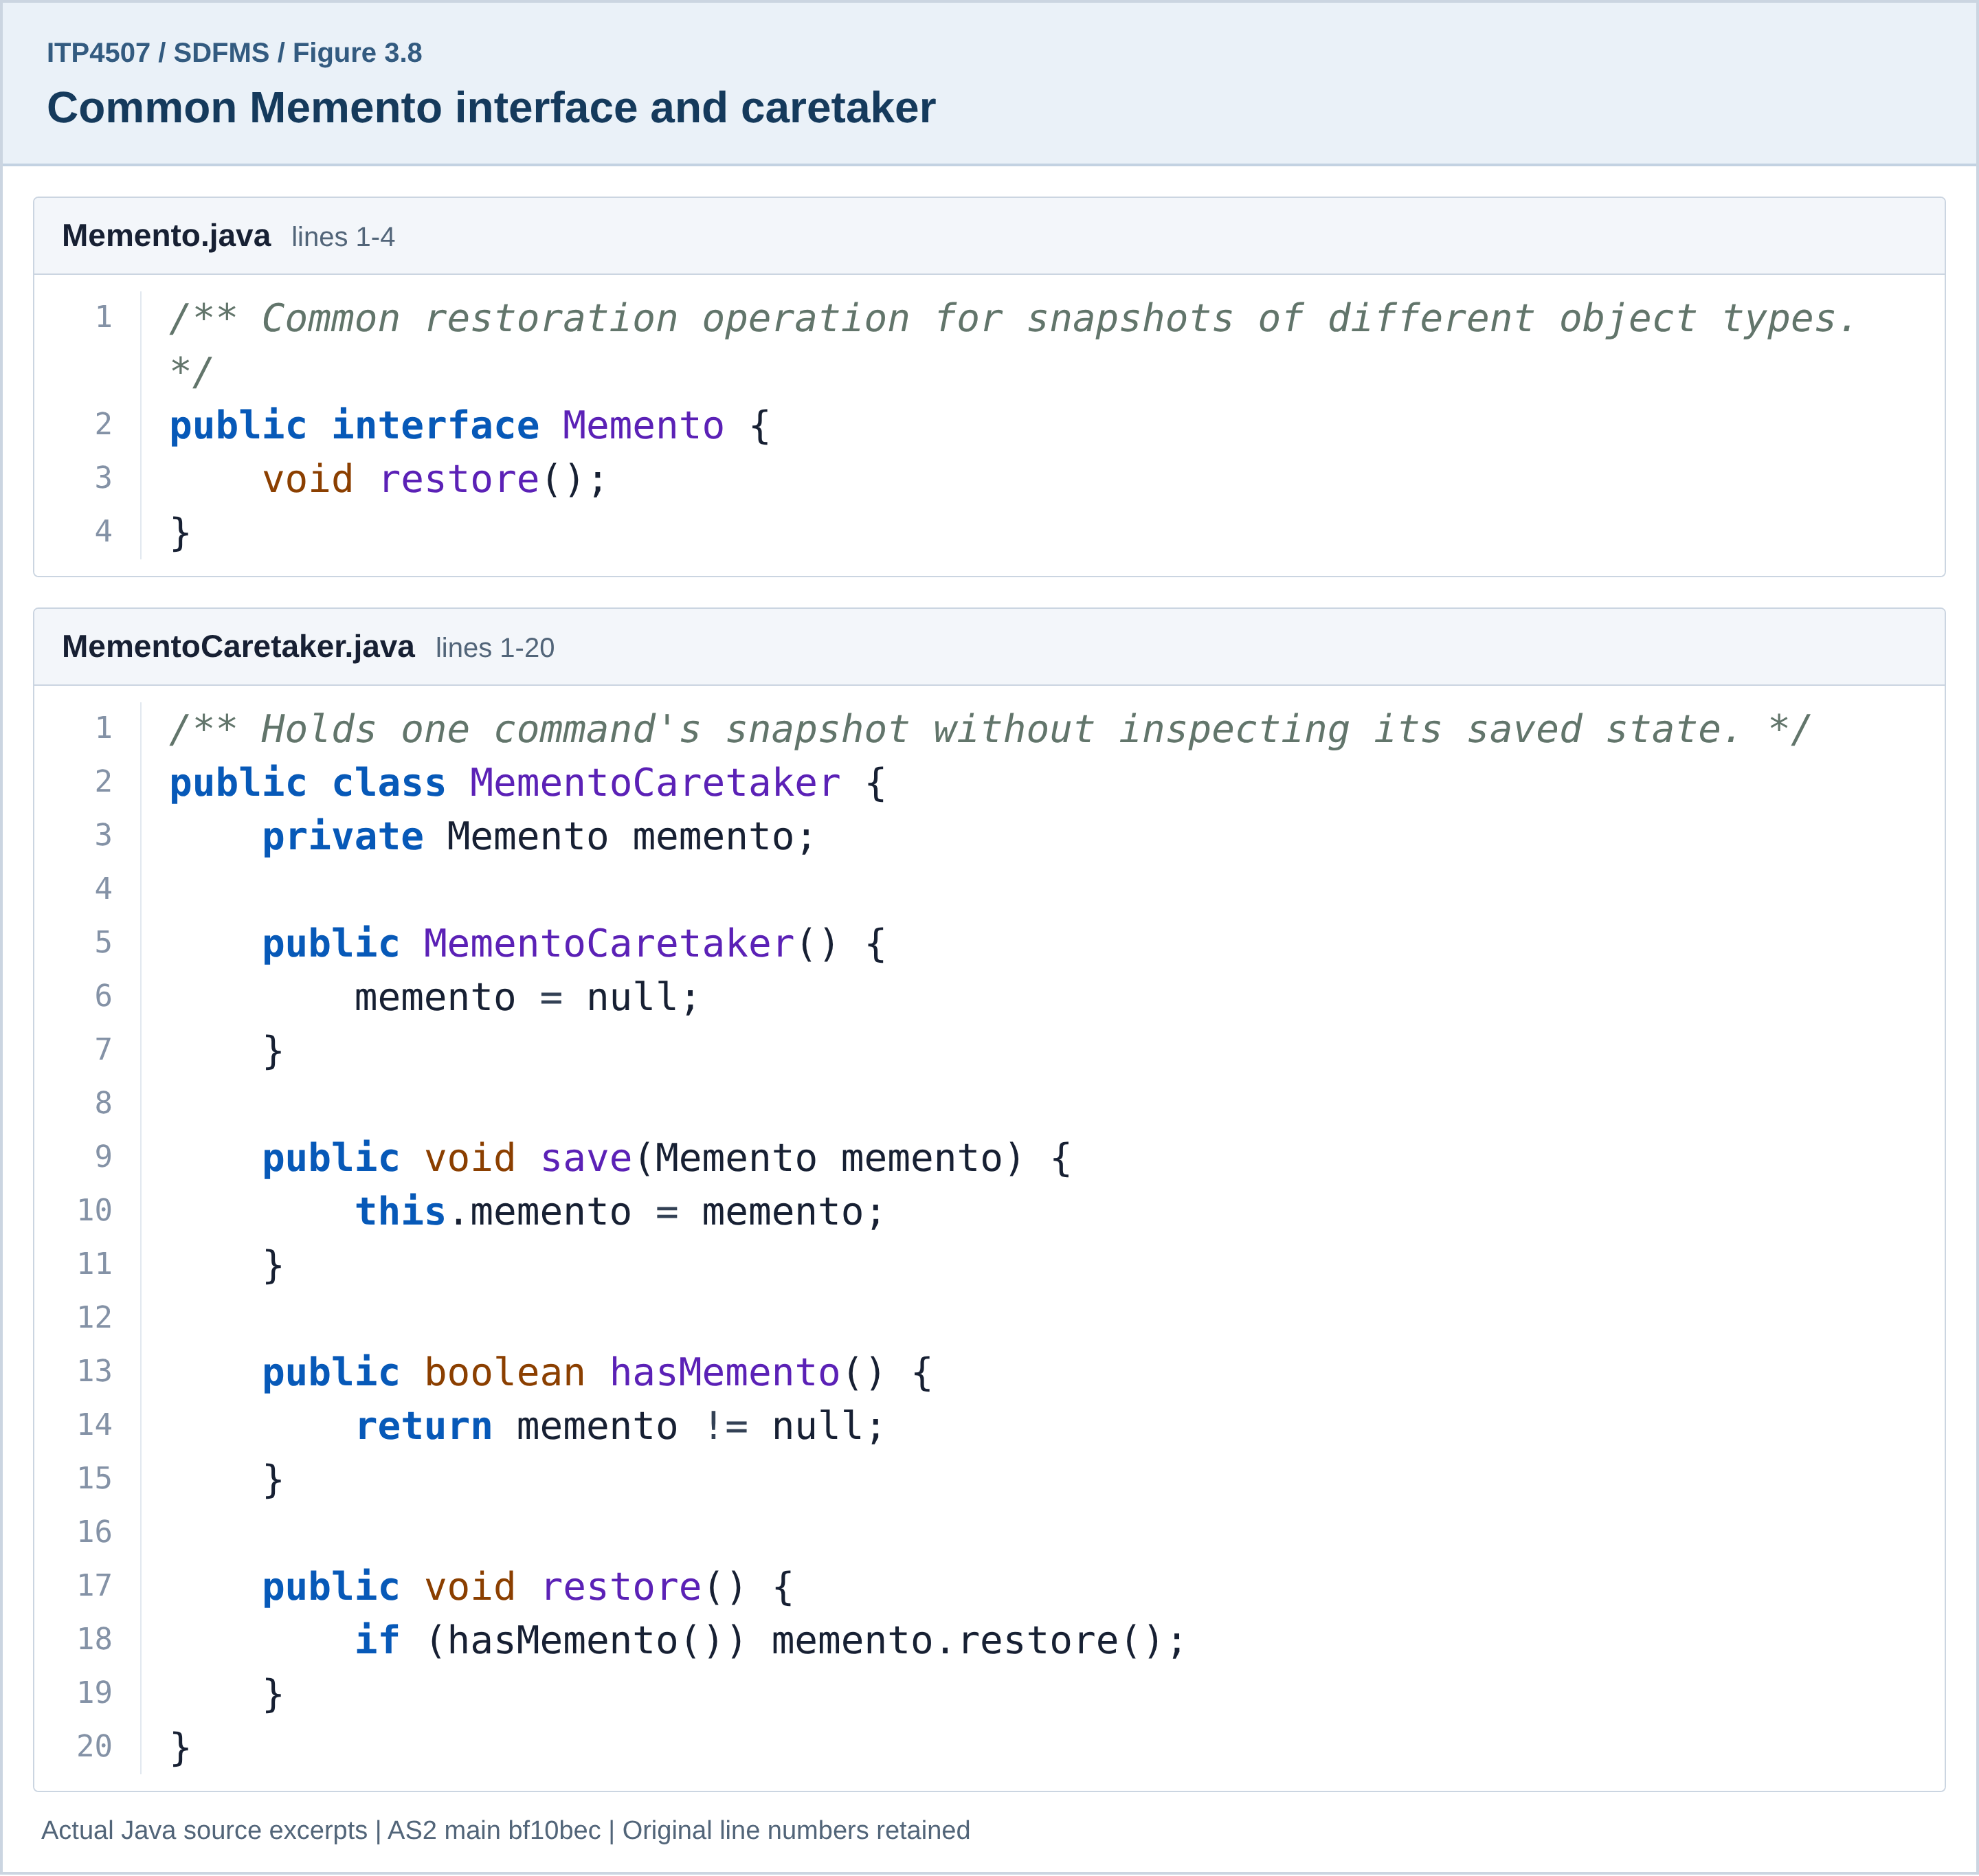 ITP4507 / SDFMS / Figure 3.8
Common Memento interface and caretaker
Memento.java lines 1-4
1 /** Common restoration operation for snapshots of different object types.
*/
2 public interface Memento {
3     void restore();
4 }
MementoCaretaker.java lines 1-20
1 /** Holds one command's snapshot without inspecting its saved state. */
2 public class MementoCaretaker {
3     private Memento memento;
4
5     public MementoCaretaker() {
6         memento = null;
7     }
8
9     public void save(Memento memento) {
10         this.memento = memento;
11     }
12
13     public boolean hasMemento() {
14         return memento != null;
15     }
16
17     public void restore() {
18         if (hasMemento()) memento.restore();
19     }
20 }
Actual Java source excerpts | AS2 main bf10bec | Original line numbers retained